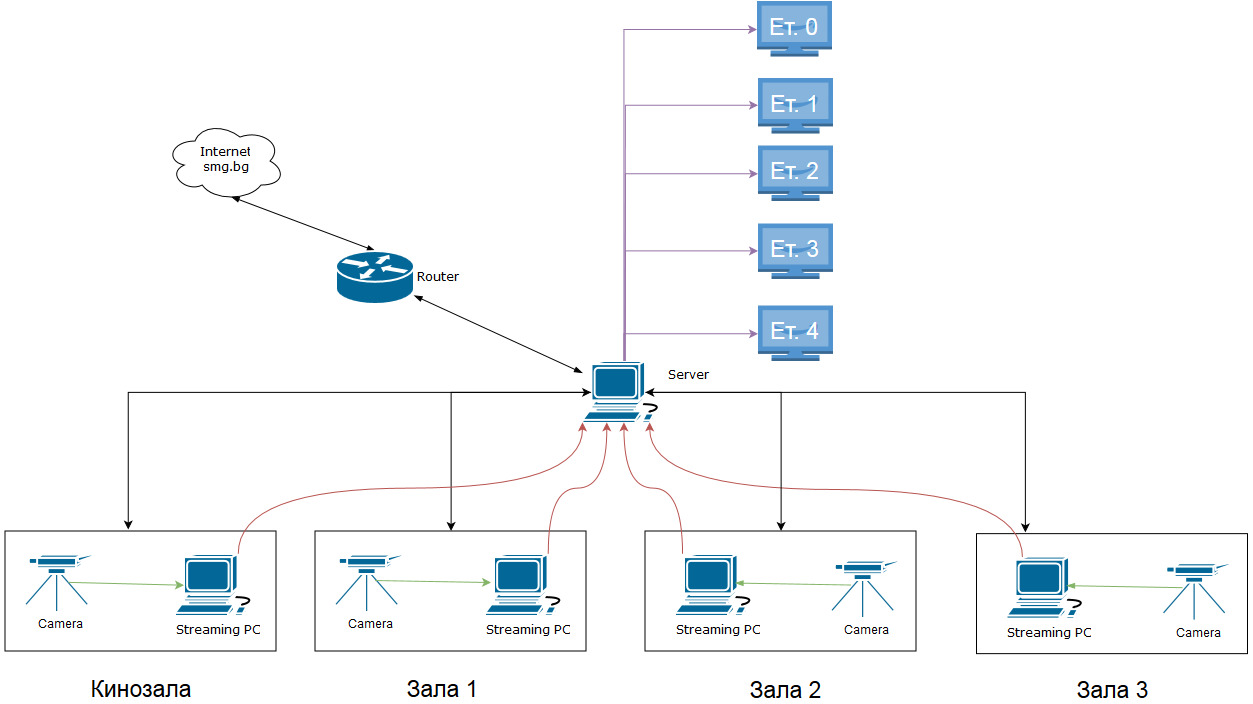 Ет. 0
Ет. 1
Internet
smg.bg
Ет. 2
Ет. 3
Router
Ет. 4
Server
Camera
Streaming PC
Camera
Streaming PC
Streaming PC
Camera
Streaming PC
Camera
Кинозала
Зала 1
Зала 2
Зала 3